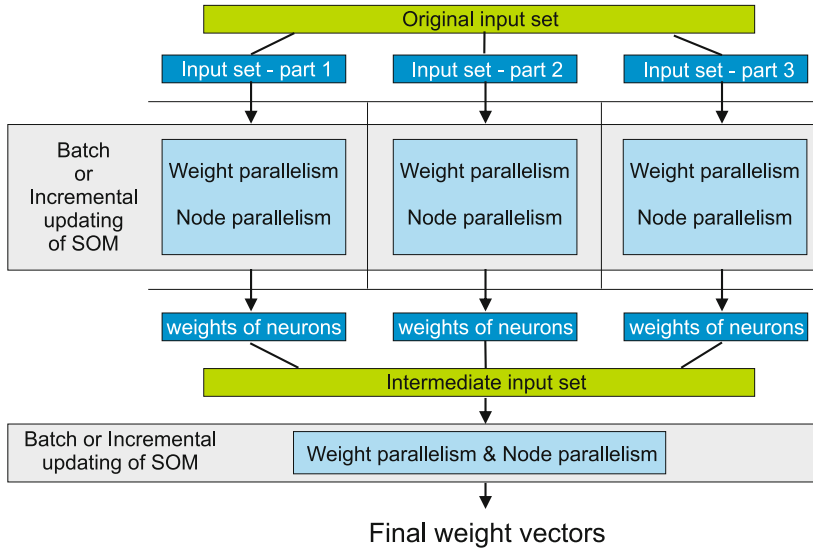 Original input set
Input set - part 1
Input set - part 2
Input set - part 3
Batch
or
Incremental
updating
of SOM
Weight parallelism
Node parallelism
Weight parallelism
Node parallelism
Weight parallelism
Node parallelism
weights of neurons
weights of neurons
weights of neurons
Intermediate input set
Batch or Incremental
updating of SOM
Weight parallelism & Node parallelism
Final weight vectors